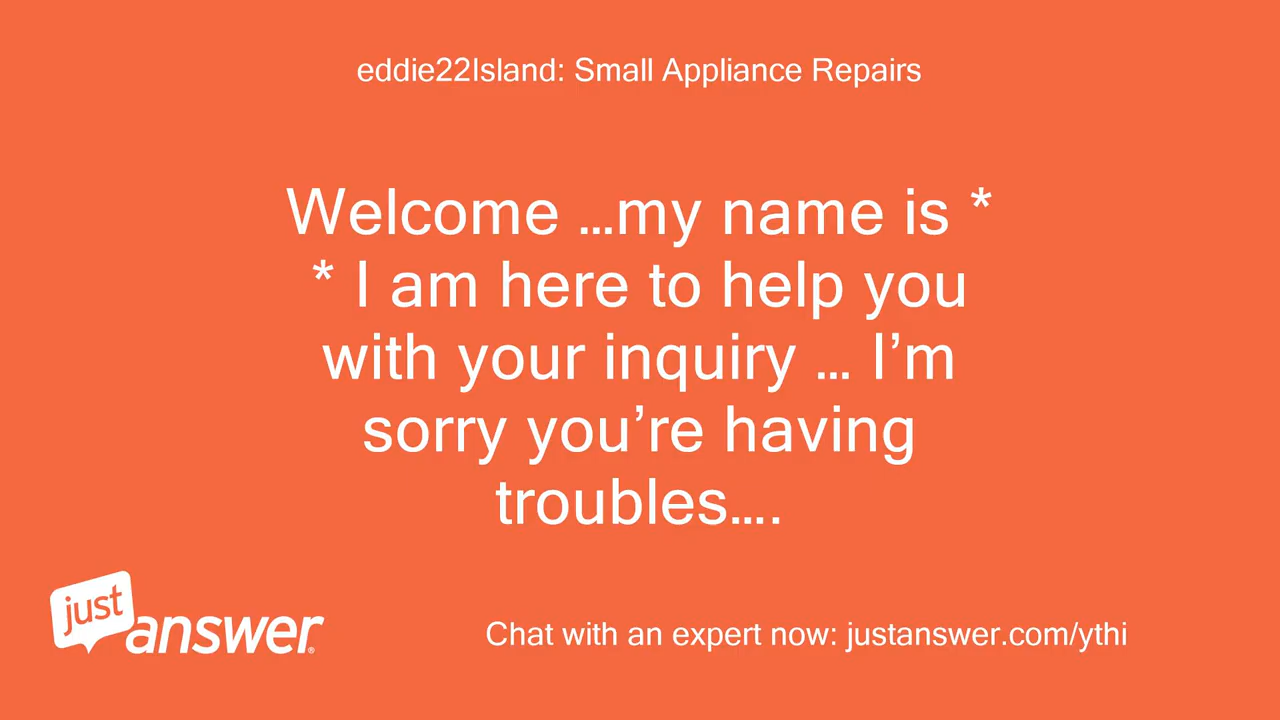 eddie22Island: Small Appliance Repairs
Welcome …my name is *
* I am here to help you
with your inquiry … I’m
sorry you’re having
troubles….
just
answer®
Chat with an expert now: justanswer.com/ythi